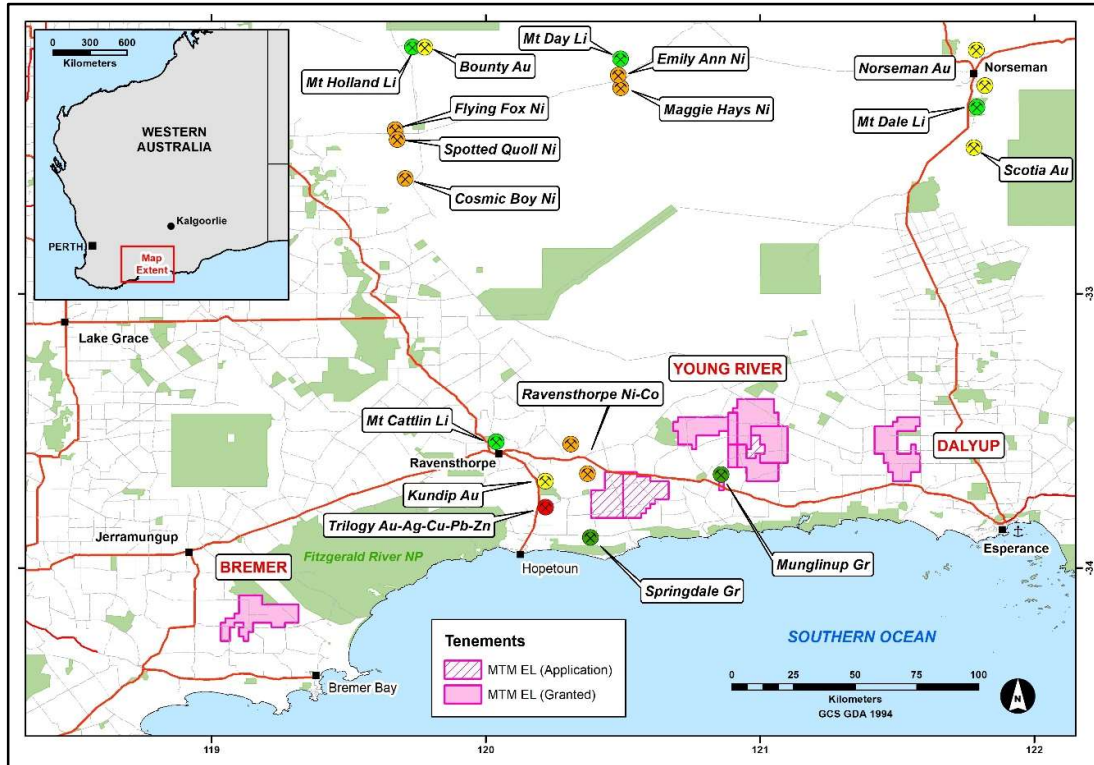 0 300 600
Kilometers
WESTERN
AUSTRALIA
Kalgoorlie
PERTH
Map
Extent
Mt Day Li
Mt Holland Li
Bounty Au
Emily Ann Ni
Maggie Hays Ni
Norseman Au
Norseman
Flying Fox Ni
Spotted Quoll Ni
Mt Dale Li
Scotia Au
Cosmic Boy Ni
-33
Lake Grace
YOUNG RIVER
Ravensthorpe Ni-Co
Mt Cattlin Li
DALYUP
Ravensthorpe
Kundip Au
Trilogy Au-Ag-Cu-Pb-Zn
Jerramungup
Esperance
BREMER
Fitzgerald River NP
Hopetoun
Munglinup Gr
Springdale Gr
-34
Tenements
MTM EL (Application)
MTM EL (Granted)
SOUTHERN OCEAN
0 25 50 75 100
Kilometers
GCS GDA 1994
N
Bremer Bay
119 120 121 122